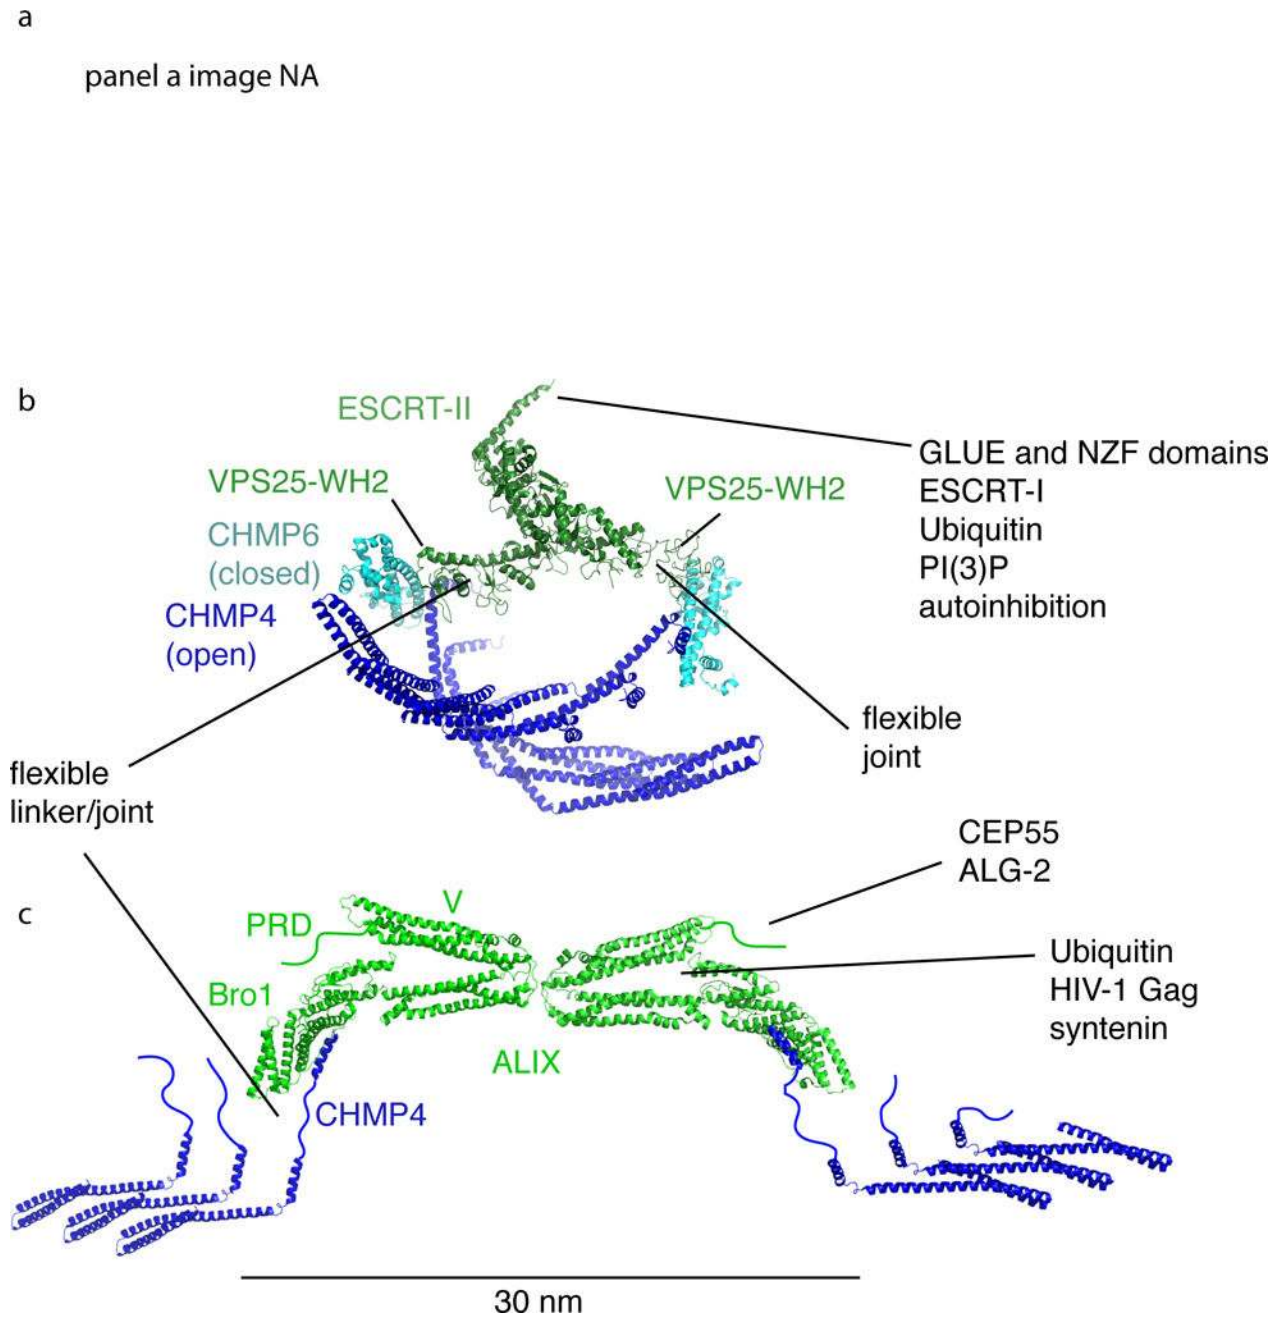 a
panel a image NA
b
ESCRT-II
GLUE and NZF domains
ESCRT-I
Ubiquitin
PI(3)P
autoinhibition
VPS25-WH2
VPS25-WH2
CHMP6
(closed)
CHMP4
(open)
flexible
joint
flexible
linker/joint
CEP55
ALG-2
c
V
PRD
Ubiquitin
HIV-1 Gag
syntenin
Bro1
ALIX
CHMP4
30 nm